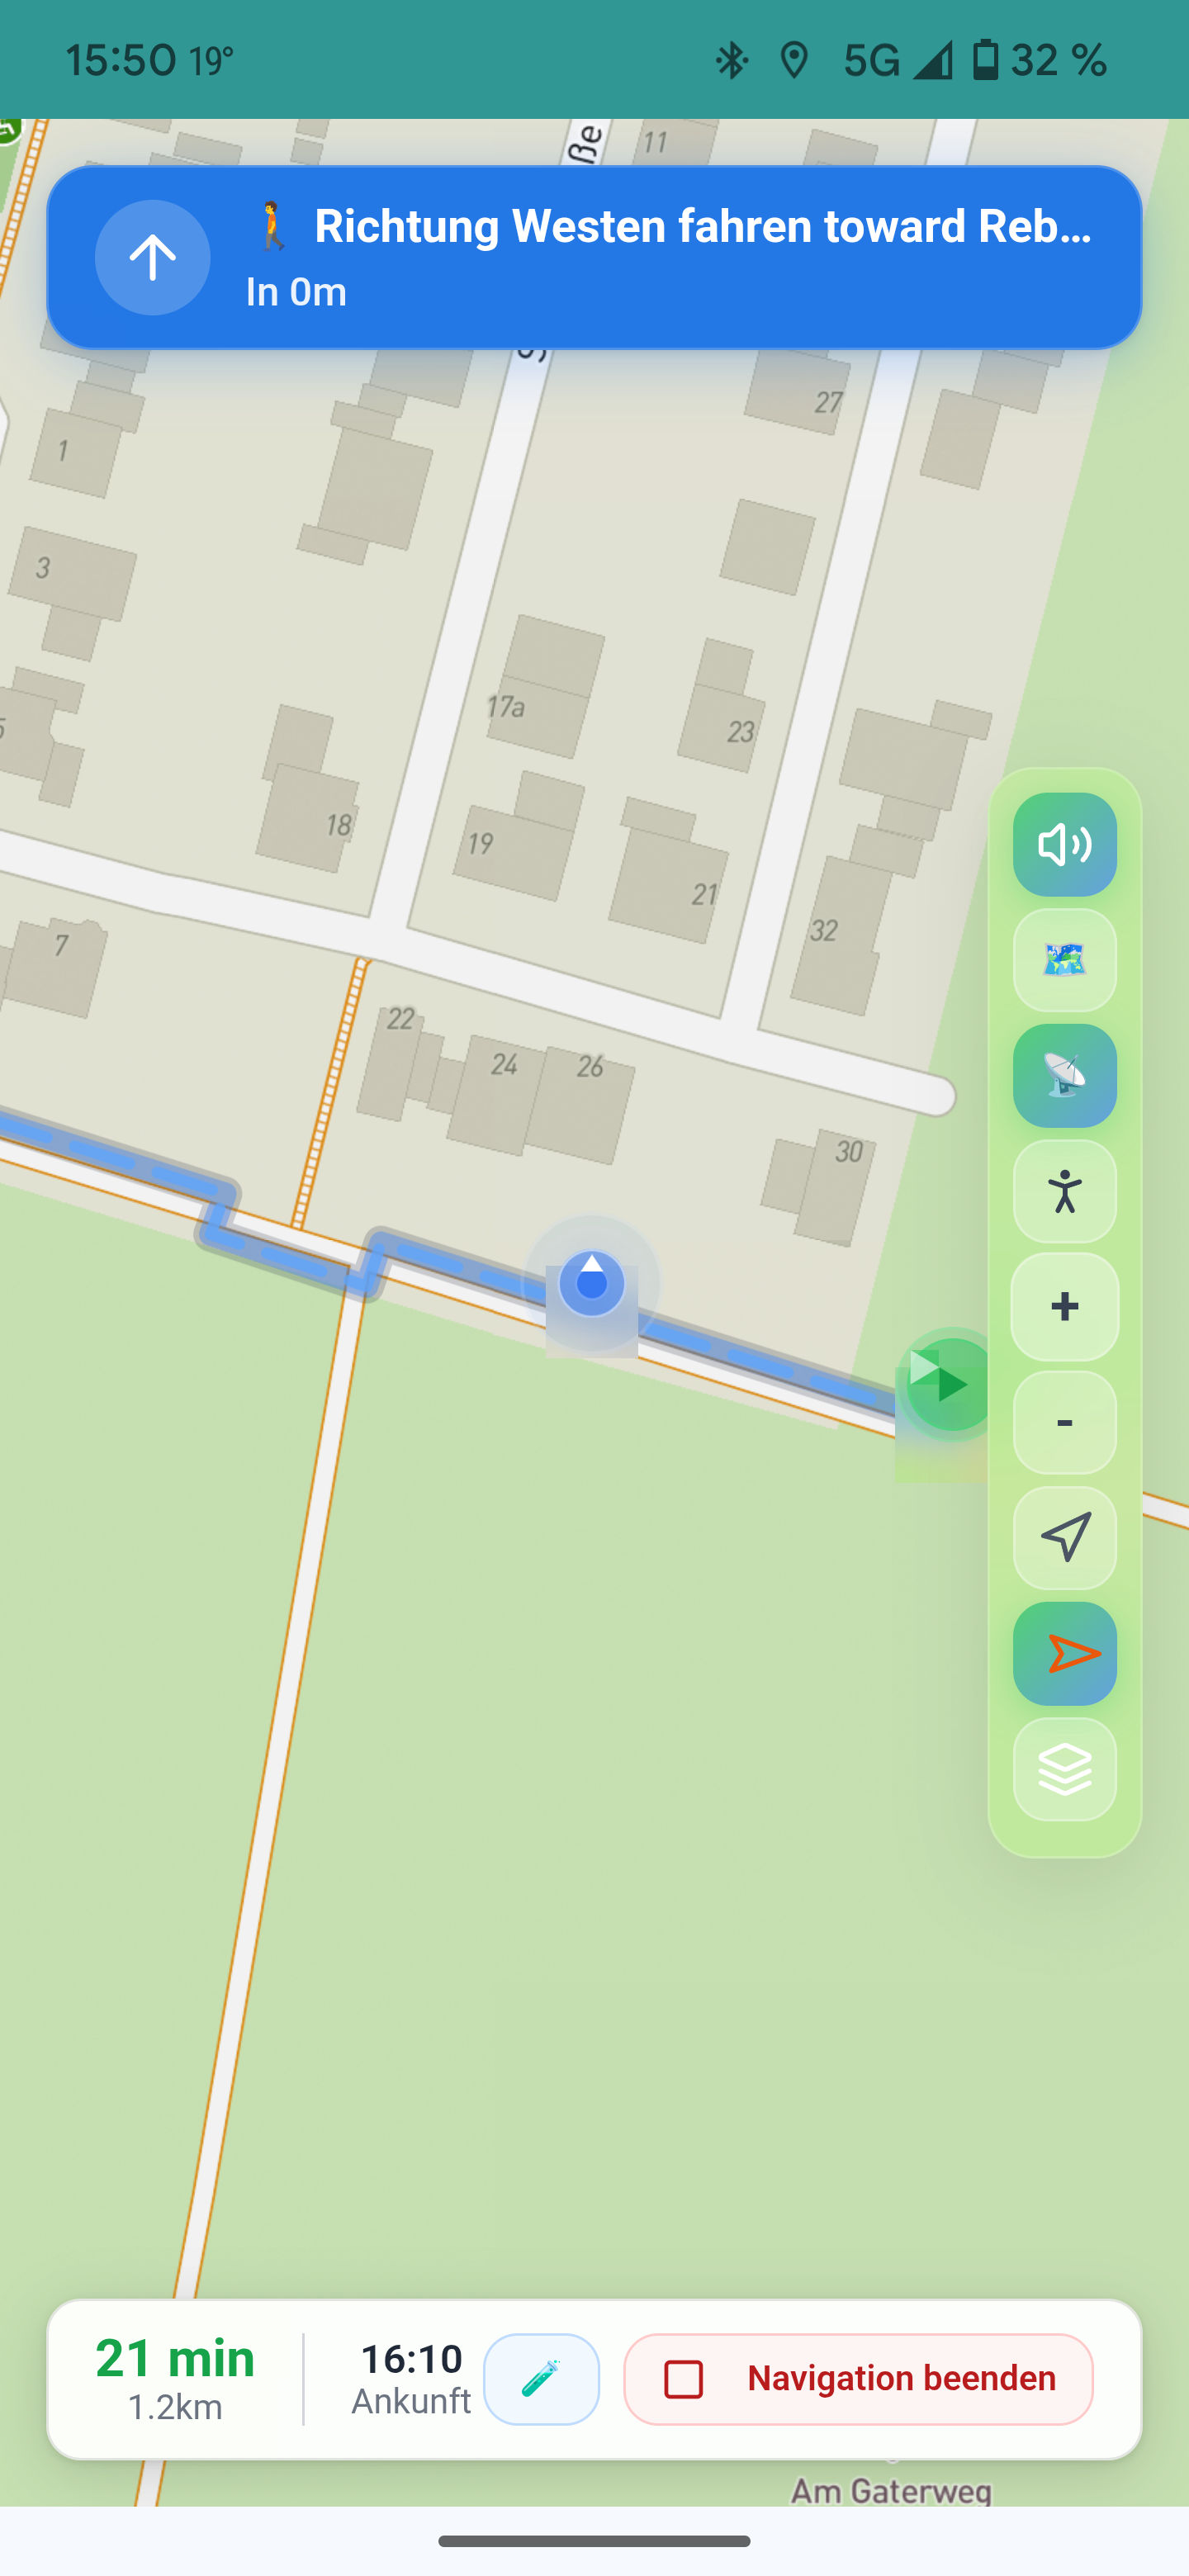 15:50 19° 5G 32 %
ße
11
Richtung Westen fahren toward Reb...
In 0m
27
1
3
17a
23
18
19
21
32
7
22
24
26
30
+
-
21 min
1.2km
16:10
Ankunft
Navigation beenden
Am Gaterweg